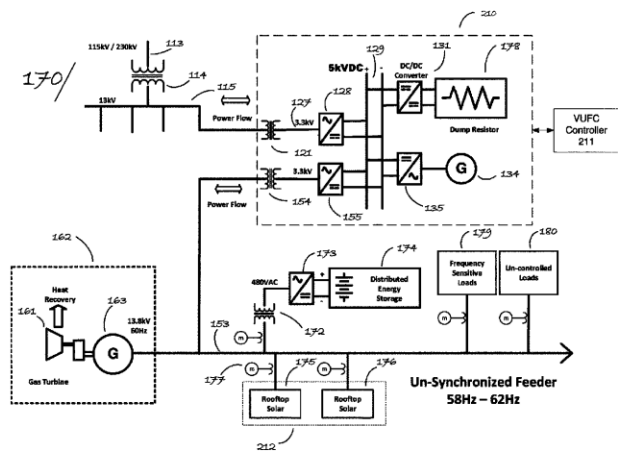 210
115kV / 230kV
113
170/
114
13kV
115
Power Flow
127
3.3kV
128
121
5kVDC
+
-
129
DC/DC
Converter
131
178
Dump Resistor
VUFC
Controller
211
3.3kV
154
Power Flow
155
135
G
134
162
161
Heat
Recovery
163
13.8kV
60Hz
G
Gas Turbine
153
480VAC
173
+
-
174
Distributed
Energy
Storage
172
m
179
Frequency
Sensitive
Loads
180
Un-controlled
Loads
m
m
177
m
175
m
176
Rooftop
Solar
Rooftop
Solar
212
Un-Synchronized Feeder
58Hz – 62Hz